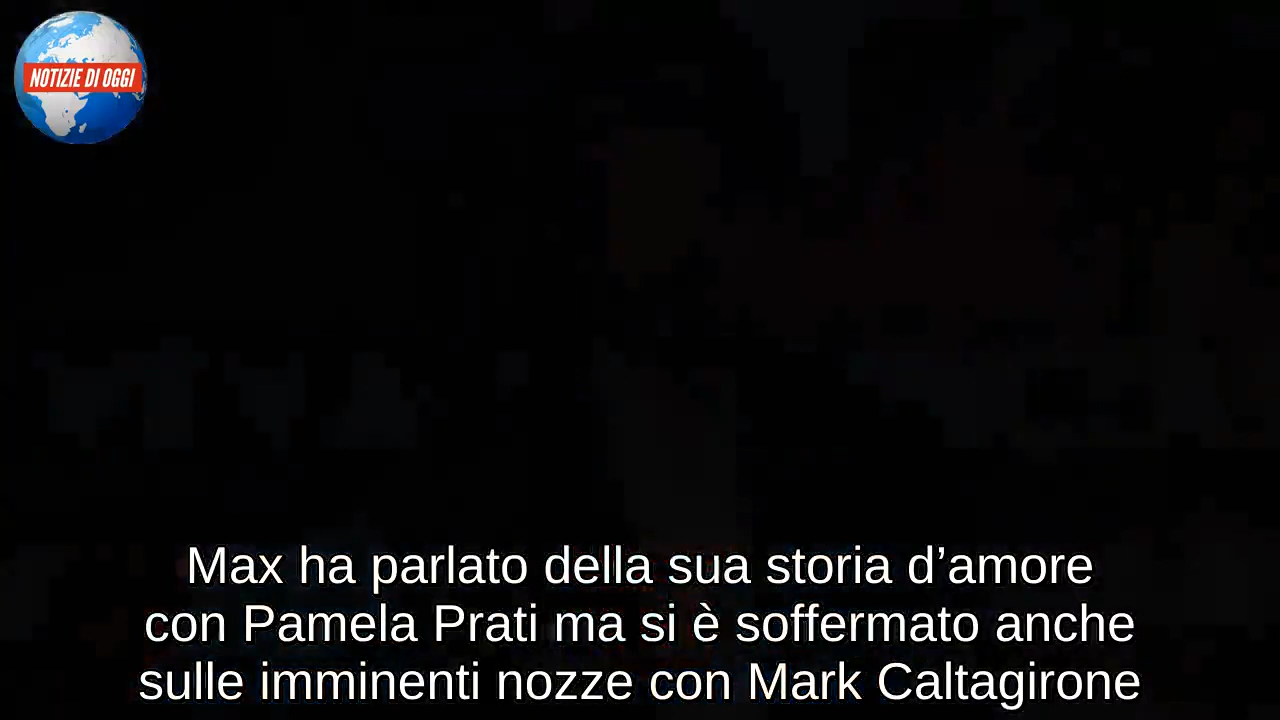 NOTIZIE DI OGGI
Max ha parlato della sua storia d’amore
con Pamela Prati ma si è soffermato anche
sulle imminenti nozze con Mark Caltagirone